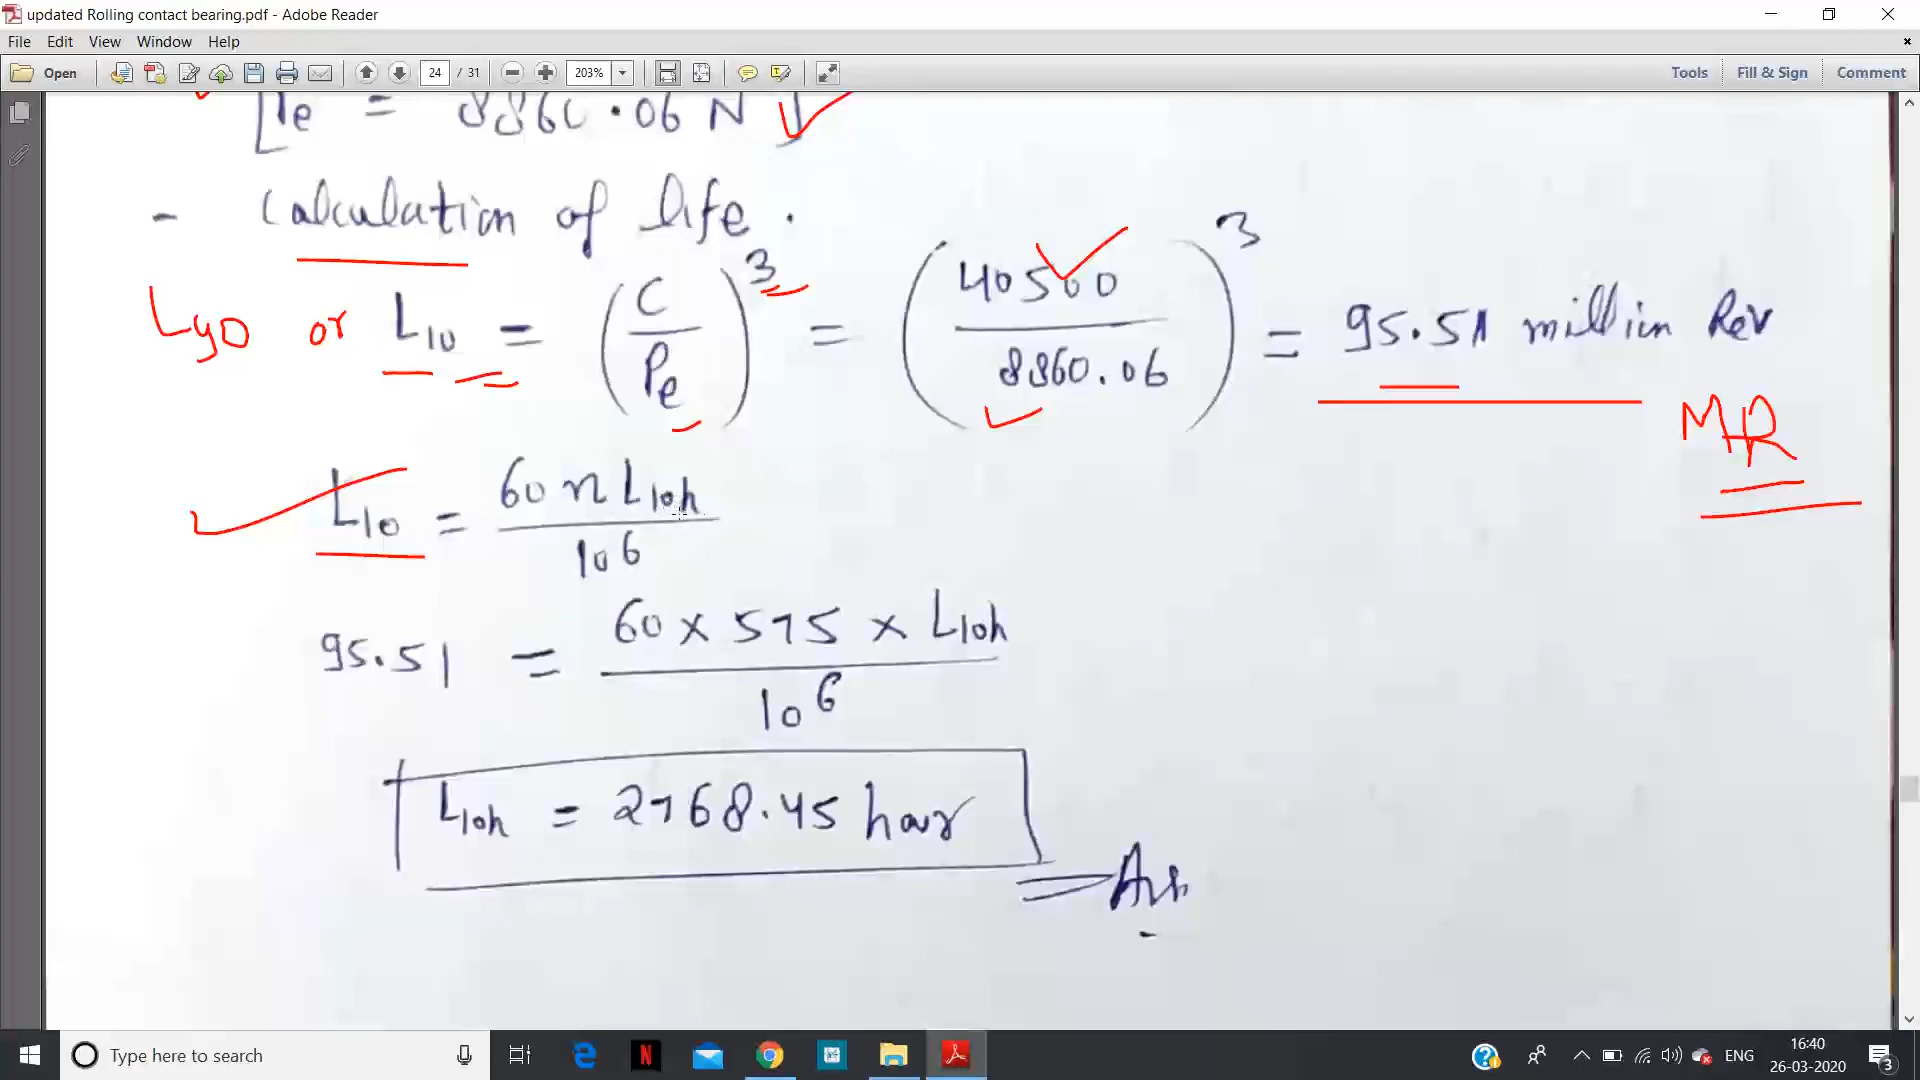 updated Rolling contact bearing.pdf - Adobe Reader
File Edit View Window Help
Open 24 / 31 203% Tools Fill & Sign Comment
Pe = 8860.06 N
- Calculation of life.
L90 or L10 = (C / Pe)^3 = (40500 / 8860.06)^3 = 95.51 million Rev
MR
L10 = 60 n L10h / 10^6
95.51 = 60 × 575 × L10h / 10^6
L10h = 2768.45 hour
Ans
Type here to search ENG 16:40
26-03-2020 3